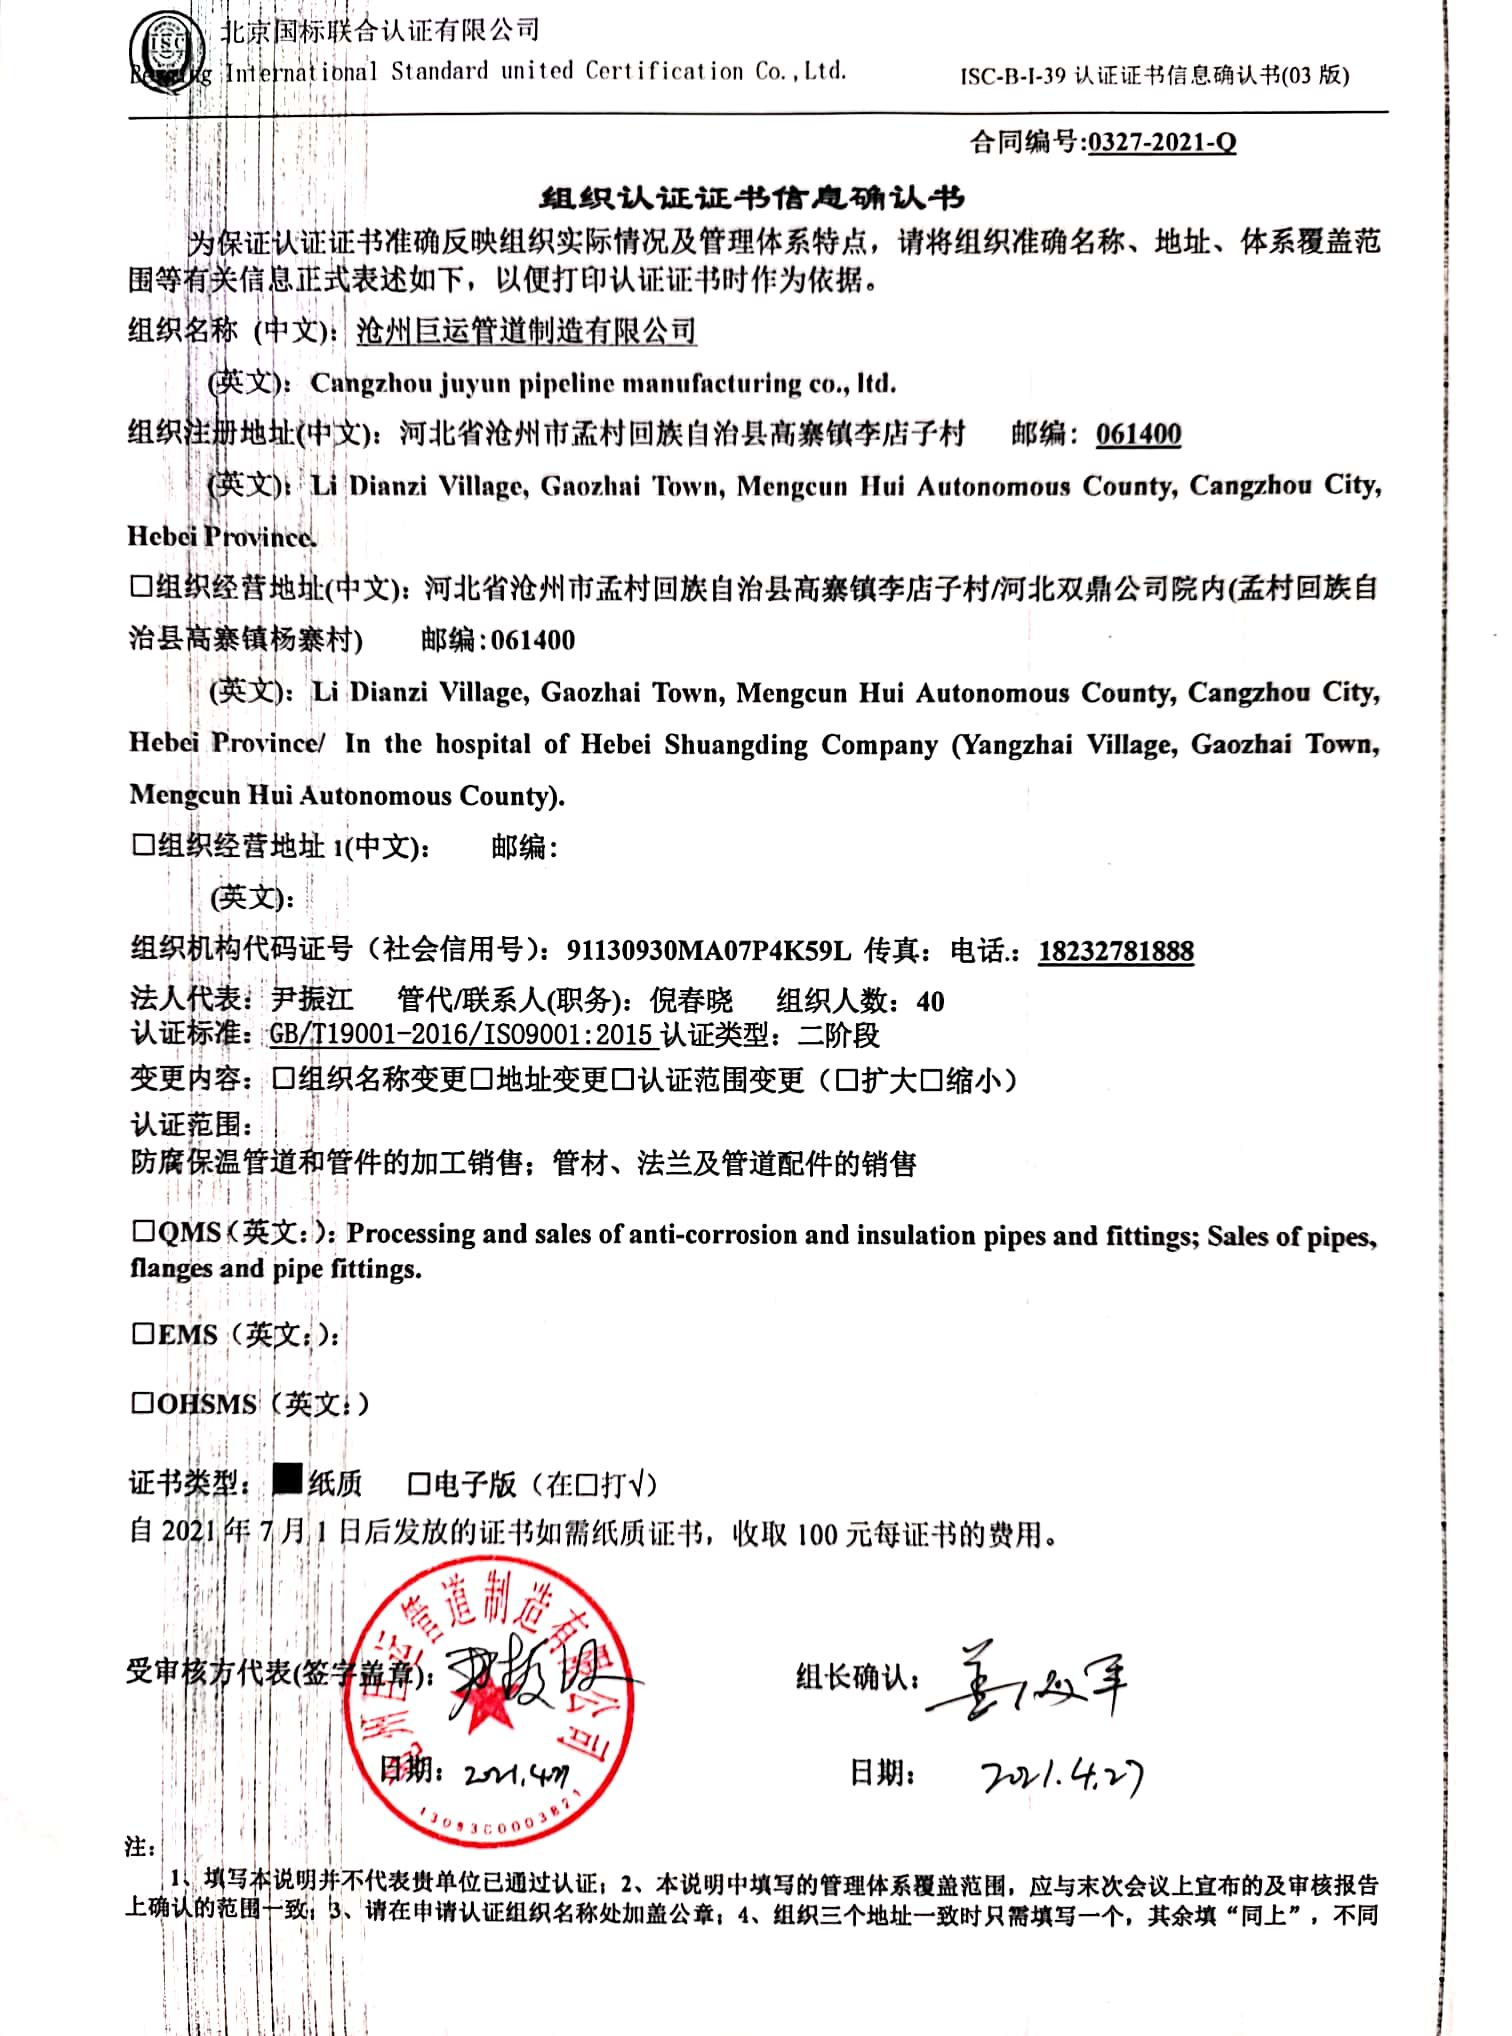 北京国标联合认证有限公司
Beijing International Standard united Certification Co.,Ltd.
ISC-B-I-39 认证证书信息确认书(03 版)
合同编号:0327-2021-Q
组织认证证书信息确认书
为保证认证证书准确反映组织实际情况及管理体系特点，请将组织准确名称、地址、体系覆盖范
围等有关信息正式表述如下，以便打印认证证书时作为依据。
组织名称 (中文)：沧州巨运管道制造有限公司
(英文)：Cangzhou juyun pipeline manufacturing co., ltd.
组织注册地址(中文)：河北省沧州市孟村回族自治县高寨镇李店子村 邮编：061400
(英文)：Li Dianzi Village, Gaozhai Town, Mengcun Hui Autonomous County, Cangzhou City,
Hebei Province.
□组织经营地址(中文)：河北省沧州市孟村回族自治县高寨镇李店子村/河北双鼎公司院内(孟村回族自
治县高寨镇杨寨村) 邮编:061400
(英文)：Li Dianzi Village, Gaozhai Town, Mengcun Hui Autonomous County, Cangzhou City,
Hebei Province/ In the hospital of Hebei Shuangding Company (Yangzhai Village, Gaozhai Town,
Mengcun Hui Autonomous County).
□组织经营地址 1(中文)： 邮编：
(英文)：
组织机构代码证号（社会信用号）：91130930MA07P4K59L 传真： 电话.：18232781888
法人代表：尹振江 管代/联系人(职务)：倪春晓 组织人数：40
认证标准：GB/T19001-2016/ISO9001:2015 认证类型：二阶段
变更内容：□组织名称变更□地址变更□认证范围变更（□扩大□缩小）
认证范围：
防腐保温管道和管件的加工销售；管材、法兰及管道配件的销售
□QMS（英文：）：Processing and sales of anti-corrosion and insulation pipes and fittings; Sales of pipes,
flanges and pipe fittings.
□EMS（英文：）：
□OHSMS（英文：）
证书类型：■纸质 □电子版（在□打√）
自 2021 年 7 月 1 日后发放的证书如需纸质证书，收取 100 元每证书的费用。
沧州巨运管道制造有限公司
受审核方代表(签字盖章)：尹振江 组长确认：
日期：2021.4.27 日期： 2021.4.27
注：
1、填写本说明并不代表贵单位已通过认证；2、本说明中填写的管理体系覆盖范围，应与末次会议上宣布的及审核报告
上确认的范围一致；3、请在申请认证组织名称处加盖公章；4、组织三个地址一致时只需填写一个，其余填“同上”，不同